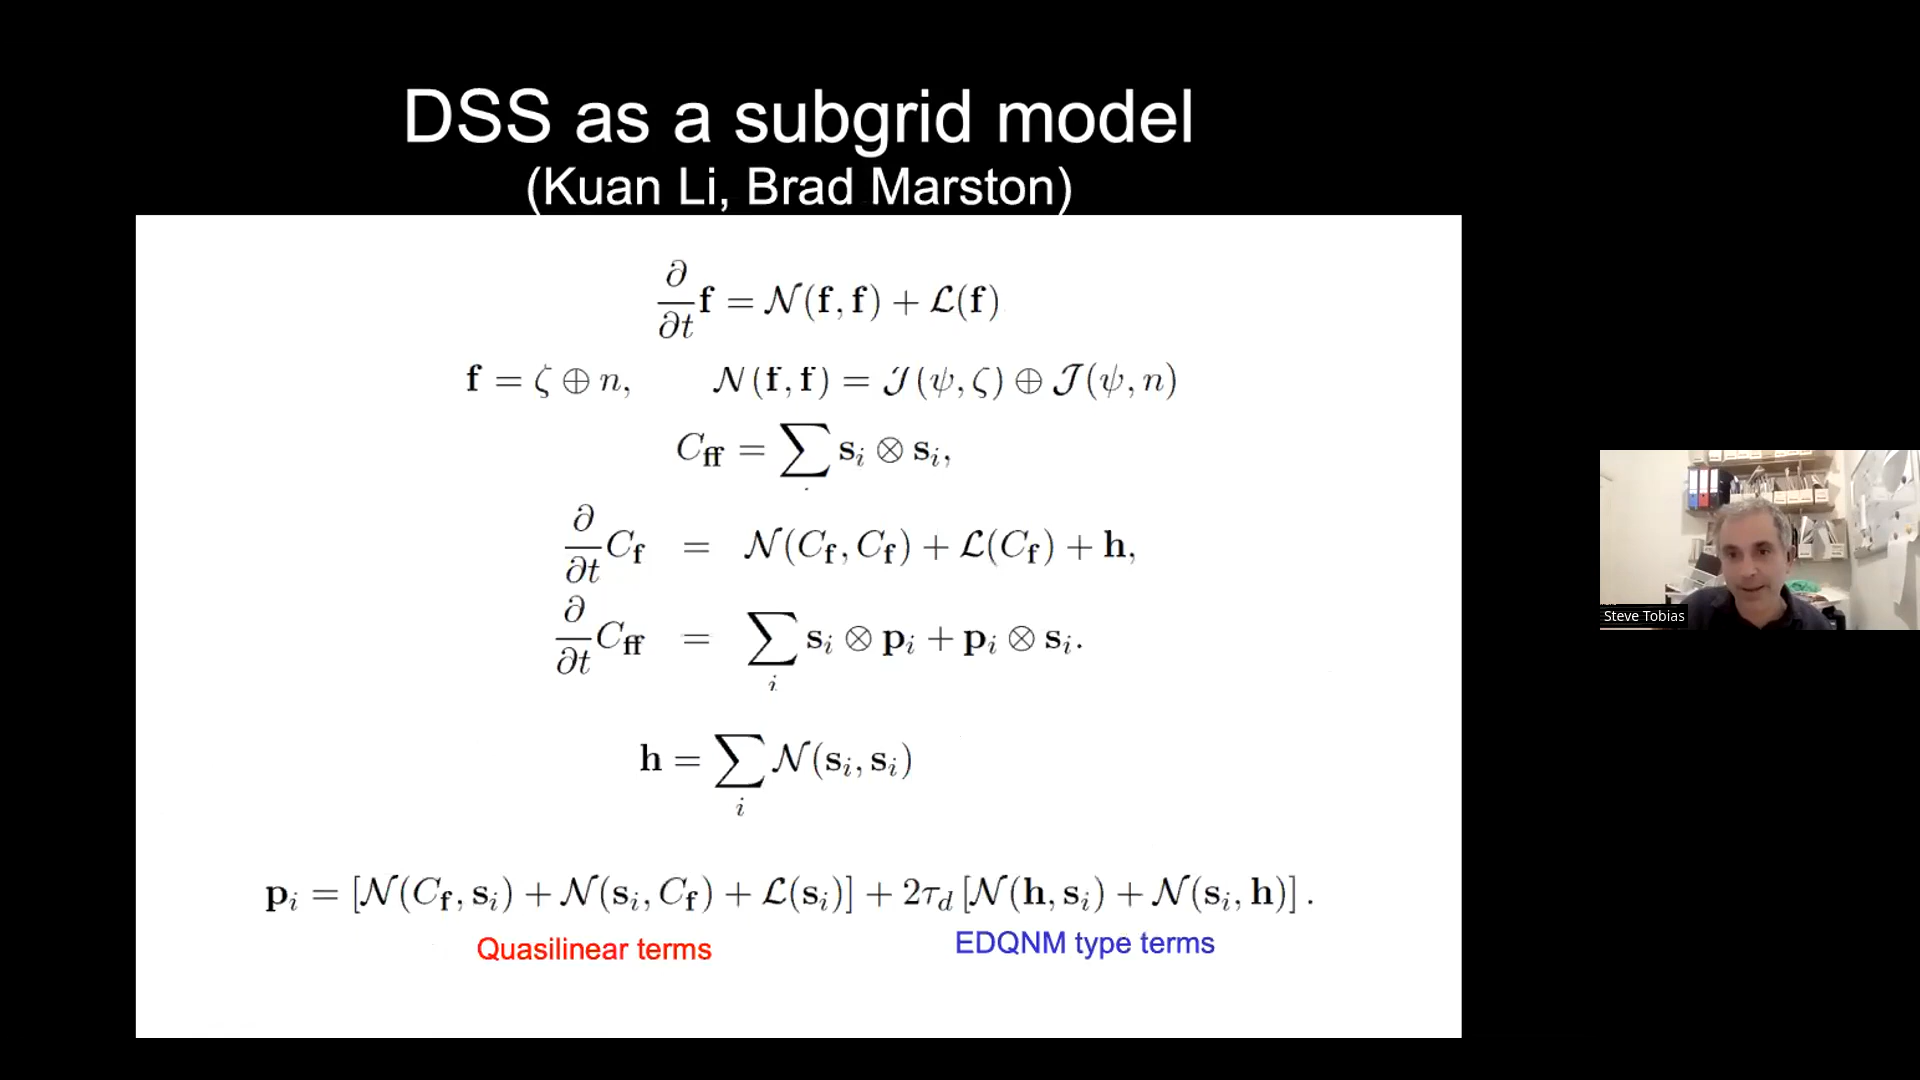 DSS as a subgrid model
(Kuan Li, Brad Marston)
∂/∂t f = 𝒩(f, f) + ℒ(f)
f = ζ ⊕ n, 𝒩(f, f) = 𝒥(ψ, ζ) ⊕ 𝒥(ψ, n)
C_ff = ∑ s_i ⊗ s_i,
∂/∂t C_f = 𝒩(C_f, C_f) + ℒ(C_f) + h,
∂/∂t C_ff = ∑_i s_i ⊗ p_i + p_i ⊗ s_i.
h = ∑_i 𝒩(s_i, s_i)
p_i = [𝒩(C_f, s_i) + 𝒩(s_i, C_f) + ℒ(s_i)] + 2τ_d [𝒩(h, s_i) + 𝒩(s_i, h)] .
Quasilinear terms EDQNM type terms
Steve Tobias